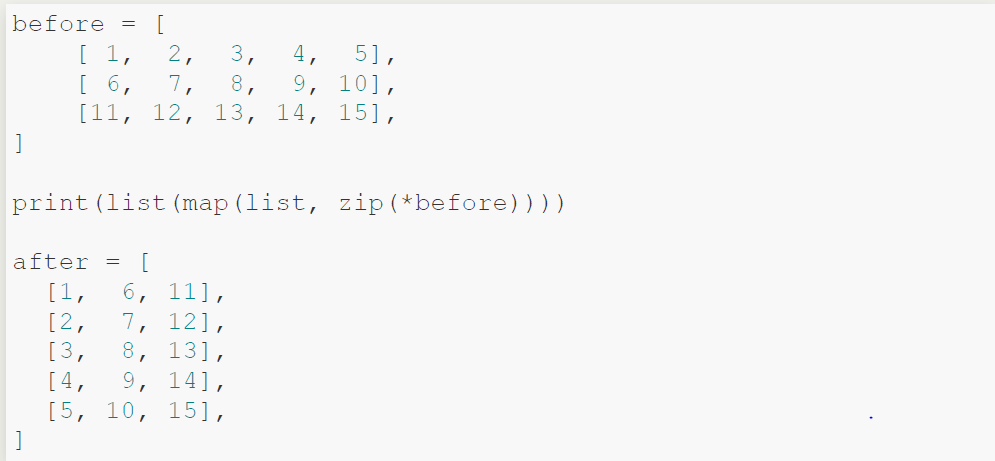 before = [
    [ 1,  2,  3,  4,  5],
    [ 6,  7,  8,  9, 10],
    [11, 12, 13, 14, 15],
]
print(list(map(list, zip(*before))))
after = [
  [1,  6, 11],
  [2,  7, 12],
  [3,  8, 13],
  [4,  9, 14],
  [5, 10, 15],
]